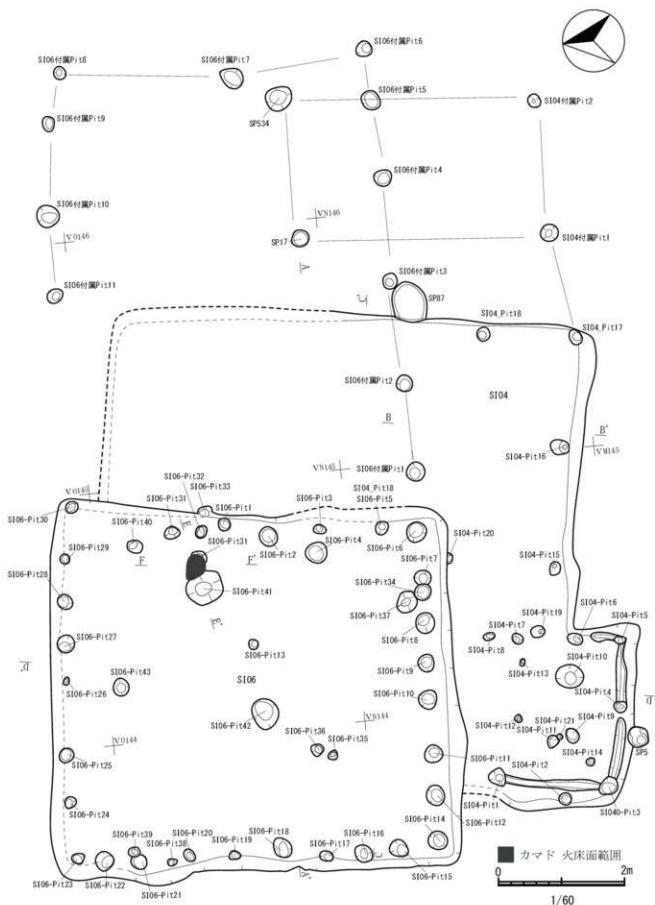 SI06付属Pit8
SI06付属Pit7
SI06付属Pit6
SI06付属Pit9
SP534
SI06付属Pit5
SI04付属Pit2
SI06付属Pit4
SI06付属Pit10
VO146
VN146
SP17
SI04付属Pit1
A
SI06付属Pit11
C'
SI06付属Pit3
SP87
SI04_Pit18
SI04_Pit17
SI06付属Pit2
SI04
B
B'
SI04-Pit16
VM145
VN145
SI06付属Pit1
VO145
SI06-Pit32
SI06-Pit33
SI06-Pit31
SI06-Pit1
SI06-Pit3
SI04_Pit18
SI06-Pit5
SI06-Pit30
SI06-Pit40
E
SI06-Pit31
SI06-Pit2
SI06-Pit4
SI06-Pit6
SI04-Pit20
SI06-Pit29
F
F'
SI06-Pit7
SI04-Pit15
SI06-Pit28
SI06-Pit41
SI06-Pit34
SI06-Pit37
E'
SI04-Pit19
SI04-Pit6
SI04-Pit7
SI04-Pit5
SI06-Pit8
SI04-Pit8
SI06-Pit27
SI06-Pit13
SI04-Pit10
D'
SI06-Pit9
SI04-Pit13
SI06-Pit26
SI06-Pit43
SI06
SI06-Pit10
SI04-Pit4
D
SI06-Pit42
VN144
SI04-Pit12
SI04-Pit21
SI04-Pit9
SI04-Pit11
SP5
VO144
SI06-Pit36
SI06-Pit35
SI06-Pit11
SI04-Pit14
SI06-Pit25
SI04-Pit2
SI04-Pit1
SI06-Pit12
SI040-Pit3
SI06-Pit24
SI06-Pit14
SI06-Pit39
SI06-Pit38
SI06-Pit20
SI06-Pit19
SI06-Pit18
SI06-Pit17
SI06-Pit16
C
SI06-Pit15
SI06-Pit23
SI06-Pit22
SI06-Pit21
A'
カマド 火床面範囲
0
2m
1/60